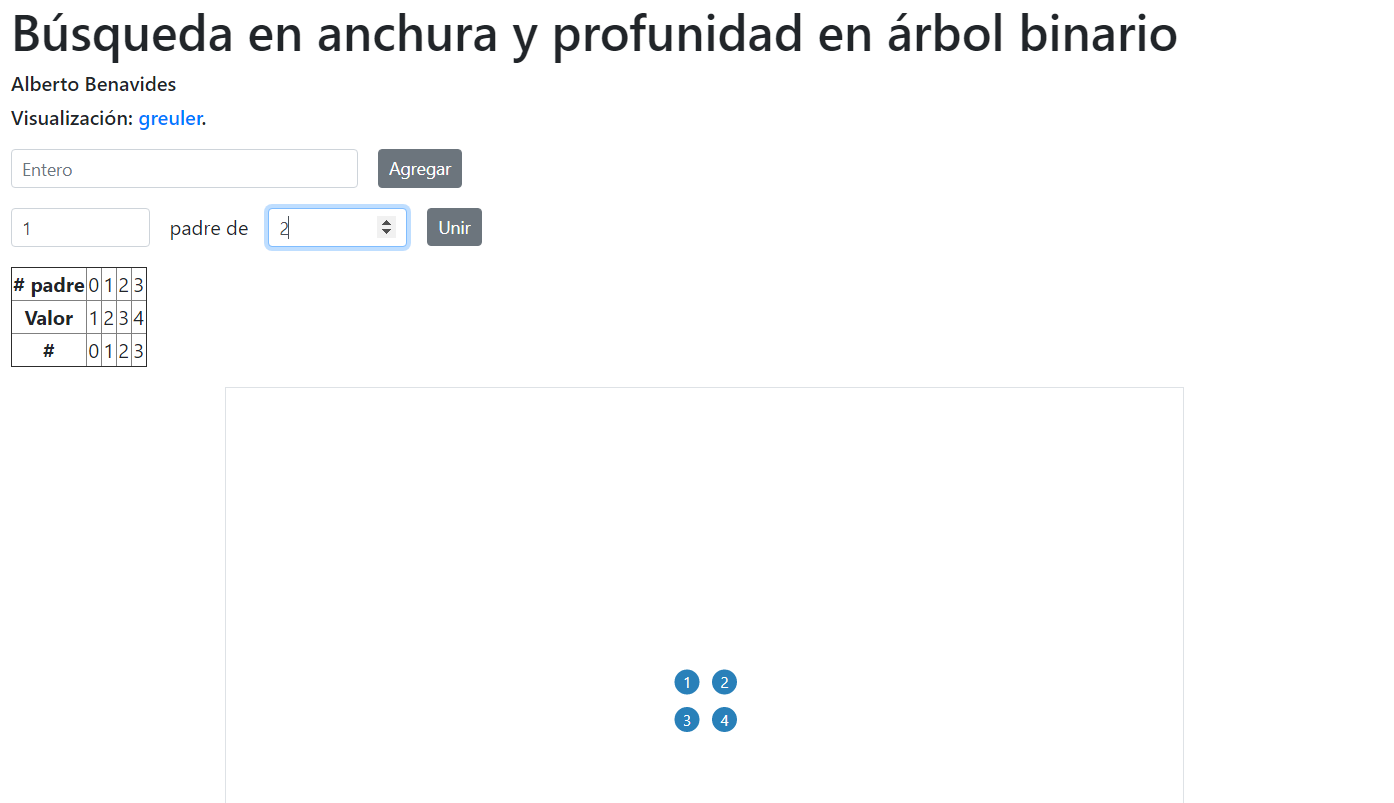 Búsqueda en anchura y profunidad en árbol binario
Alberto Benavides
Visualización: greuler.
Entero Agregar
1 padre de 2 Unir
# padre 0 1 2 3
Valor 1 2 3 4
# 0 1 2 3
1 2
3 4